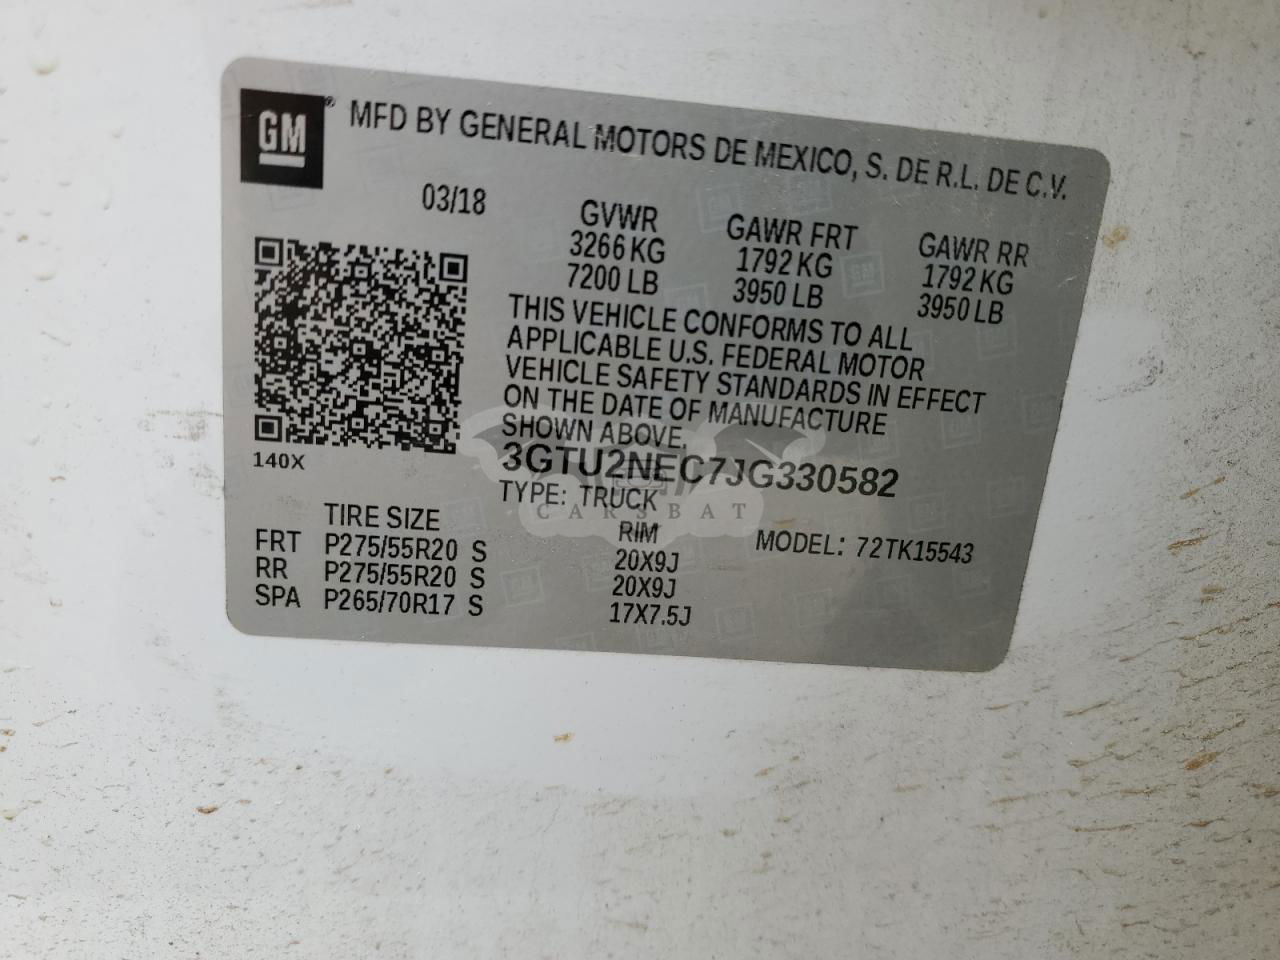 GM ® MFD BY GENERAL MOTORS DE MEXICO, S. DE R.L. DE C.V.
03/18
GVWR GAWR FRT GAWR RR
3266 KG 1792 KG 1792 KG
7200 LB 3950 LB 3950 LB
THIS VEHICLE CONFORMS TO ALL
APPLICABLE U.S. FEDERAL MOTOR
VEHICLE SAFETY STANDARDS IN EFFECT
ON THE DATE OF MANUFACTURE
SHOWN ABOVE.
140X
3GTU2NEC7JG330582
TYPE: TRUCK
CARSBAT
TIRE SIZE RIM MODEL: 72TK15543
FRT P275/55R20 S 20X9J
RR P275/55R20 S 20X9J
SPA P265/70R17 S 17X7.5J